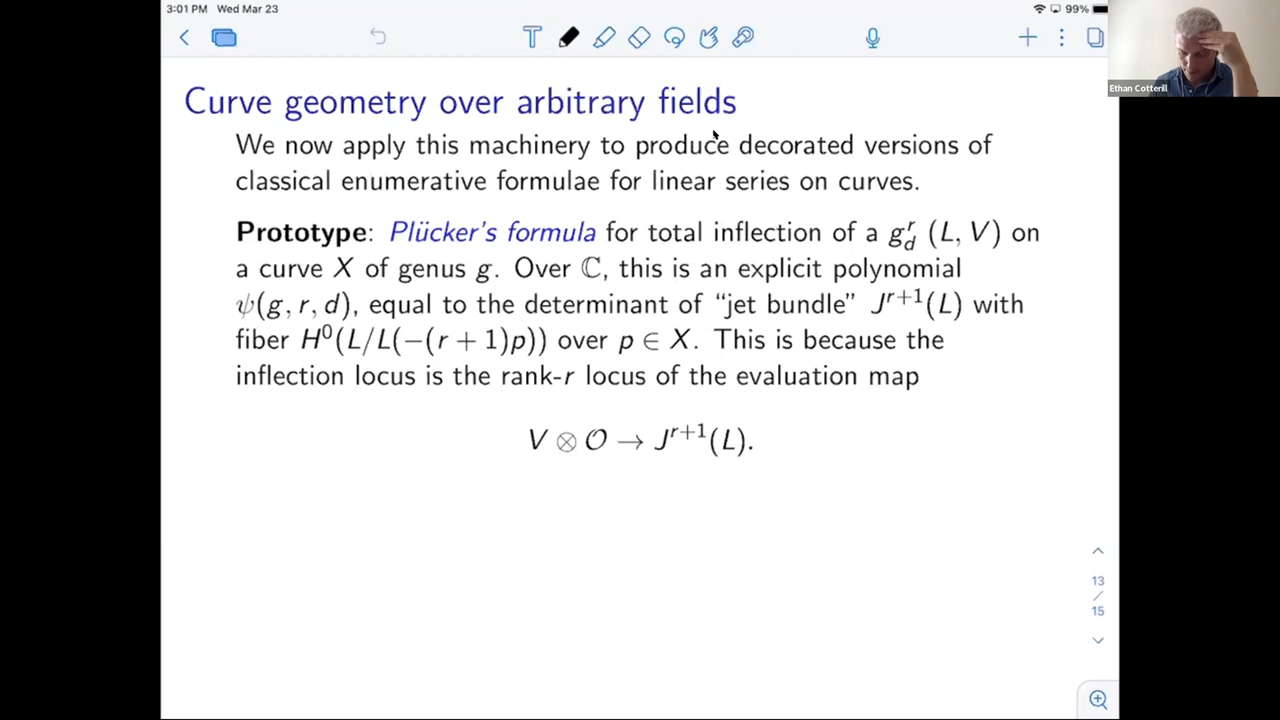 3:01 PM Wed Mar 23
99%
Ethan Cotterill
Curve geometry over arbitrary fields
We now apply this machinery to produce decorated versions of
classical enumerative formulae for linear series on curves.
Prototype: Plücker's formula for total inflection of a g^r_d (L, V) on
a curve X of genus g. Over ℂ, this is an explicit polynomial
ψ(g, r, d), equal to the determinant of “jet bundle” J^{r+1}(L) with
fiber H^0(L/L(−(r + 1)p)) over p ∈ X. This is because the
inflection locus is the rank-r locus of the evaluation map
V ⊗ 𝒪 → J^{r+1}(L).
13
/
15